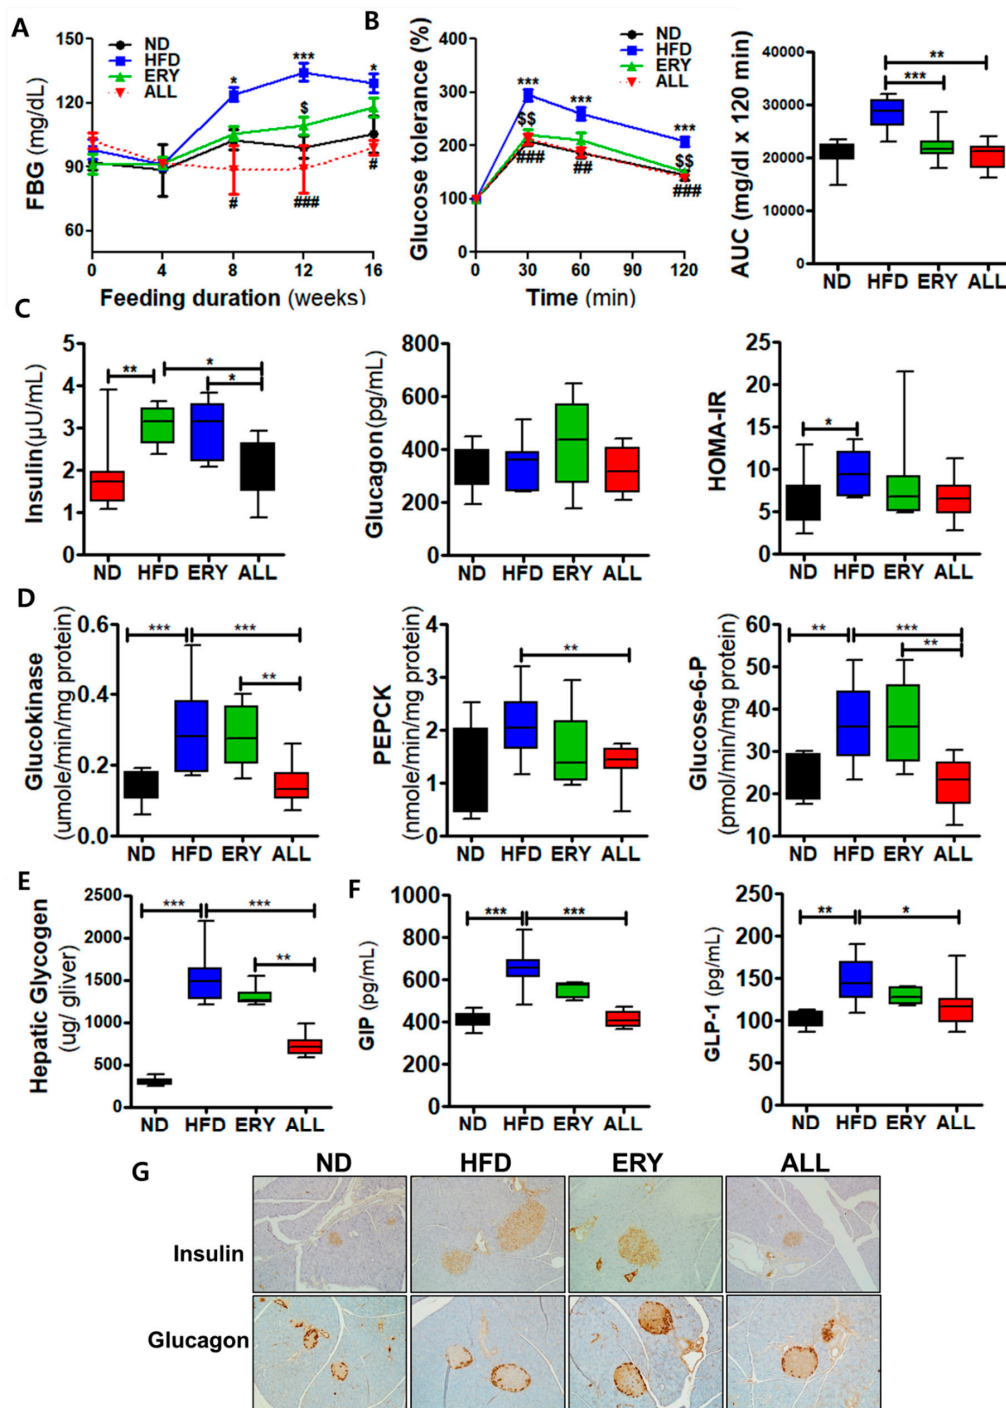 A
FBG (mg/dL)
150
120
90
60
ND
HFD
ERY
ALL
*
***
*
$
#
###
#
0 4 8 12 16
Feeding duration (weeks)
B
Glucose tolerance (%)
400
300
200
100
0
ND
HFD
ERY
ALL
***
***
***
$$
$$
###
##
###
0 30 60 90 120
Time (min)
AUC (mg/dl x 120 min)
40000
30000
20000
10000
0
**
***
ND HFD ERY ALL
C
Insulin(µU/mL)
5
4
3
2
1
0
**
*
*
ND HFD ERY ALL
Glucagon(pg/mL)
800
600
400
200
0
ND HFD ERY ALL
HOMA-IR
25
20
15
10
5
0
*
ND HFD ERY ALL
D
Glucokinase
(umole/min/mg protein)
0.6
0.4
0.2
0.0
***
***
**
ND HFD ERY ALL
PEPCK
(nmole/min/mg protein)
4
3
2
1
0
**
ND HFD ERY ALL
Glucose-6-P
(pmol/min/mg protein)
60
50
40
30
20
10
**
***
**
ND HFD ERY ALL
E
Hepatic Glycogen
(ug/ gliver)
2500
2000
1500
1000
500
0
***
***
**
ND HFD ERY ALL
F
GIP (pg/mL)
1000
800
600
400
200
0
***
***
ND HFD ERY ALL
GLP-1 (pg/mL)
250
200
150
100
50
0
**
*
ND HFD ERY ALL
G
ND HFD ERY ALL
Insulin
Glucagon